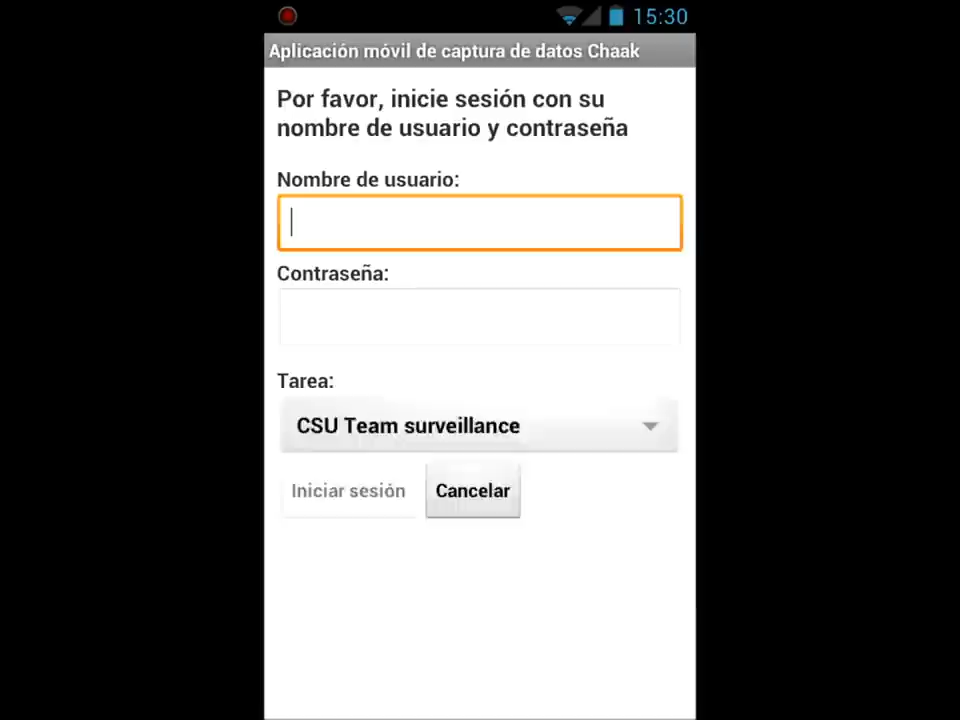 15:30
Aplicación móvil de captura de datos Chaak
Por favor, inicie sesión con su
nombre de usuario y contraseña
Nombre de usuario:
Contraseña:
Tarea:
CSU Team surveillance
Iniciar sesión Cancelar